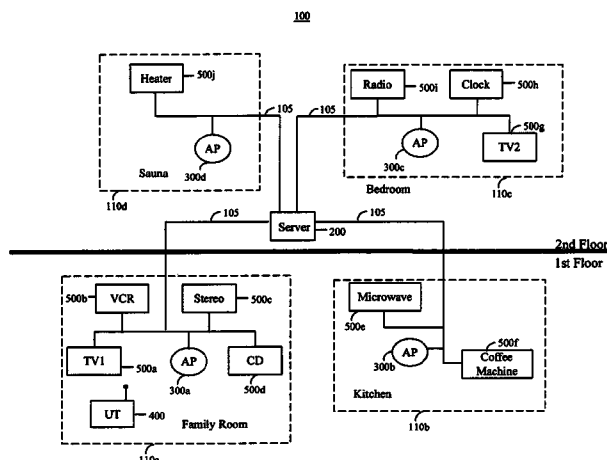 100
Heater
500j
105
AP
300d
Sauna
110d
Radio
500i
Clock
500h
105
500g
AP
300c
TV2
Bedroom
110c
105
Server
105
200
2nd Floor
1st Floor
500b
VCR
Stereo
500c
TV1
500a
AP
300a
CD
500d
UT
400
Family Room
110a
Microwave
500e
AP
300b
500f
Coffee
Machine
Kitchen
110b